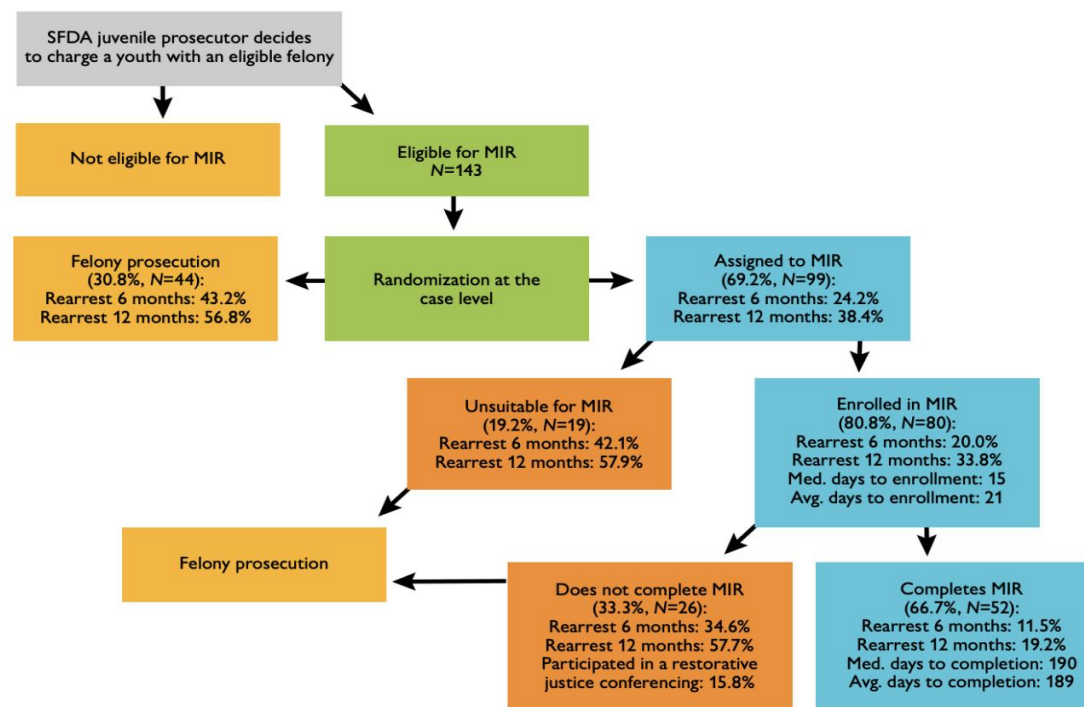 SFDA juvenile prosecutor decides
to charge a youth with an eligible felony
Not eligible for MIR
Eligible for MIR
N=143
Felony prosecution
(30.8%, N=44):
Rearrest 6 months: 43.2%
Rearrest 12 months: 56.8%
Randomization at the
case level
Assigned to MIR
(69.2%, N=99):
Rearrest 6 months: 24.2%
Rearrest 12 months: 38.4%
Unsuitable for MIR
(19.2%, N=19):
Rearrest 6 months: 42.1%
Rearrest 12 months: 57.9%
Enrolled in MIR
(80.8%, N=80):
Rearrest 6 months: 20.0%
Rearrest 12 months: 33.8%
Med. days to enrollment: 15
Avg. days to enrollment: 21
Felony prosecution
Does not complete MIR
(33.3%, N=26):
Rearrest 6 months: 34.6%
Rearrest 12 months: 57.7%
Participated in a restorative
justice conferencing: 15.8%
Completes MIR
(66.7%, N=52):
Rearrest 6 months: 11.5%
Rearrest 12 months: 19.2%
Med. days to completion: 190
Avg. days to completion: 189